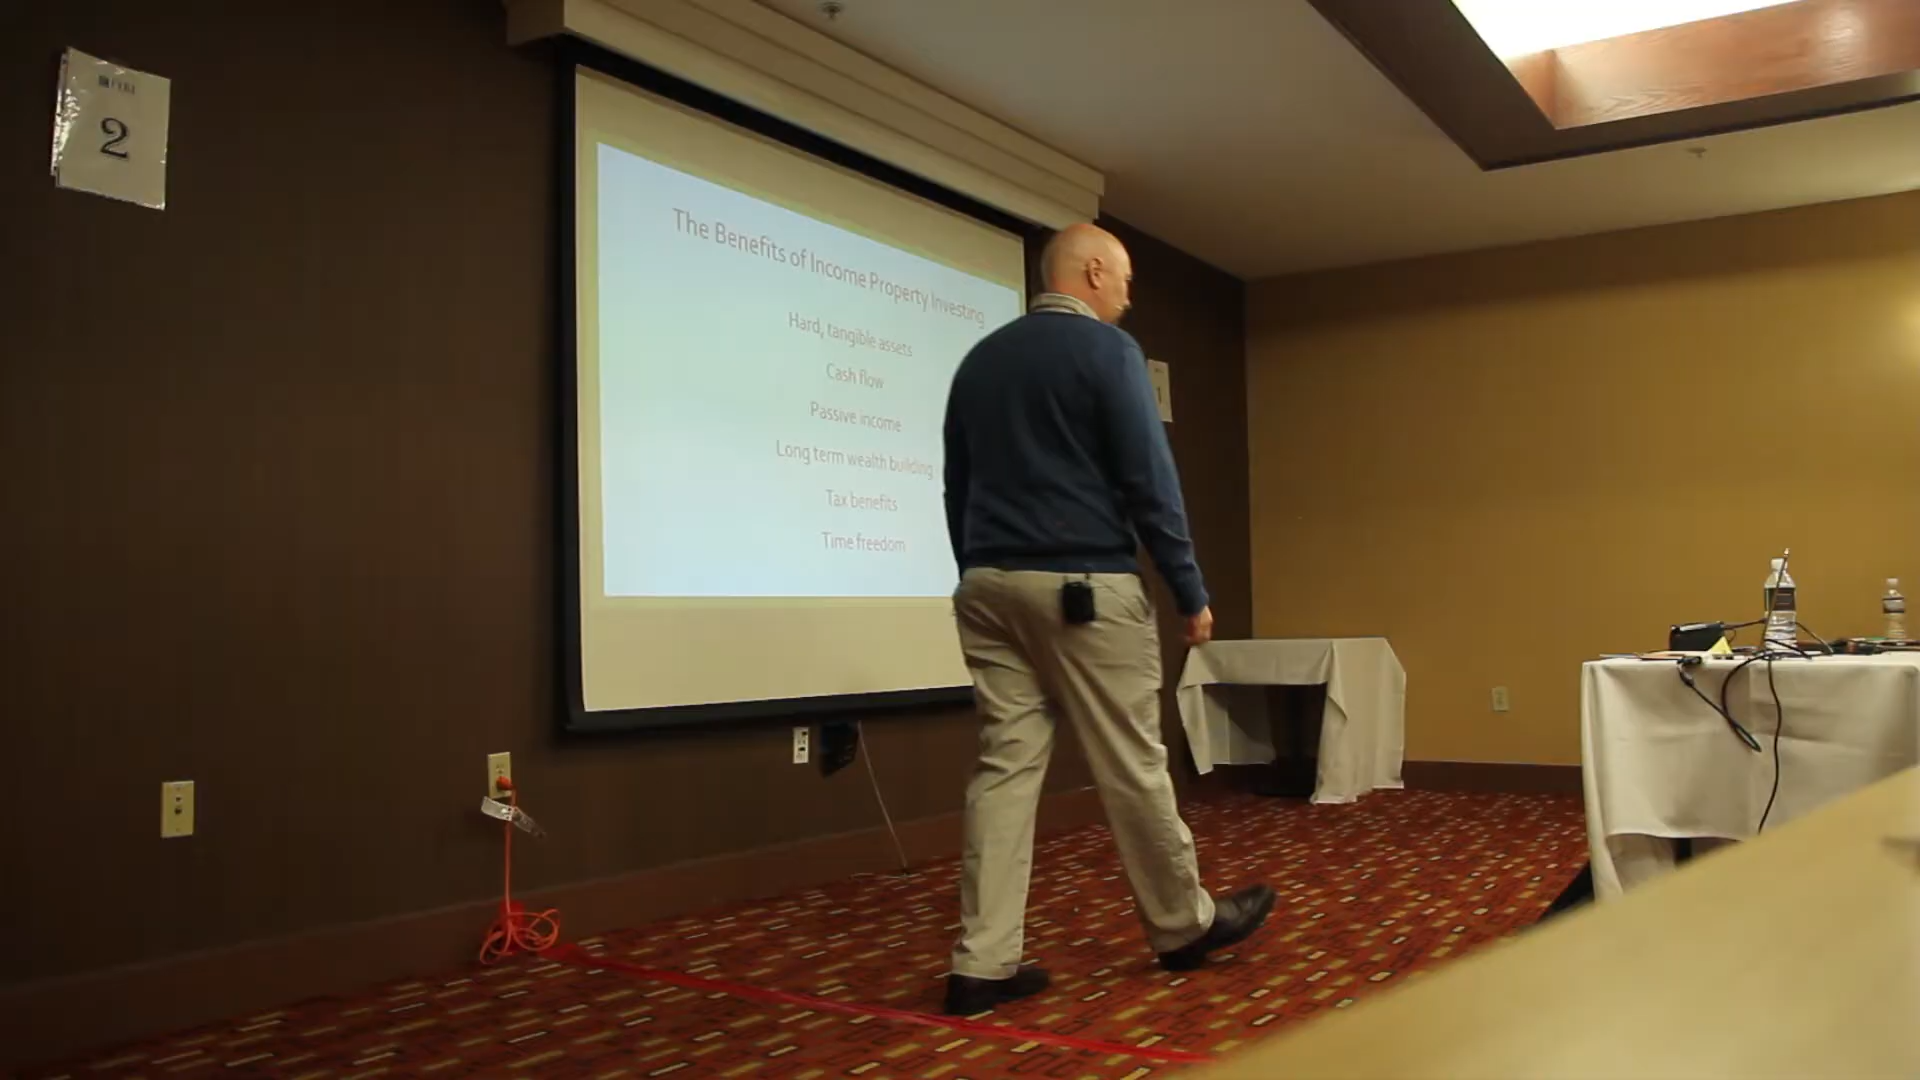 2
The Benefits of Income Property Investing
Hard, tangible assets
Cash flow
Passive income
Long term wealth building
Tax benefits
Time freedom
1